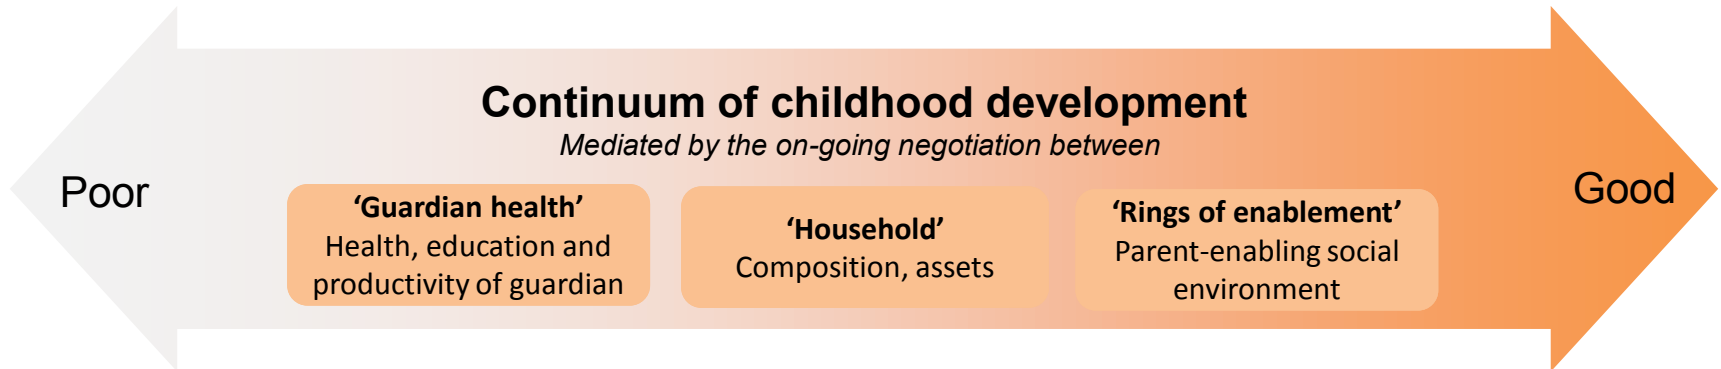 Continuum of childhood development
Mediated by the on-going negotiation between
Poor
‘Guardian health’
Health, education and
productivity of guardian
‘Household’
Composition, assets
‘Rings of enablement’
Parent-enabling social
environment
Good